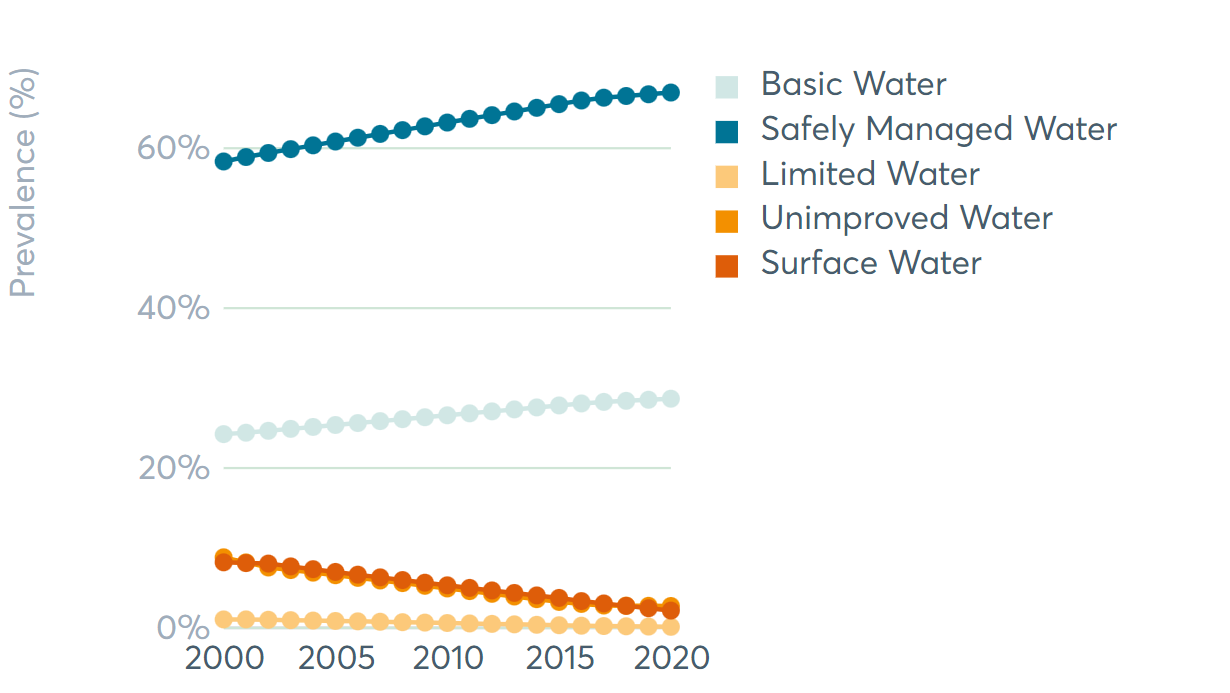 Prevalence (%)
60%
40%
20%
0%
2000 2005 2010 2015 2020
Basic Water
Safely Managed Water
Limited Water
Unimproved Water
Surface Water